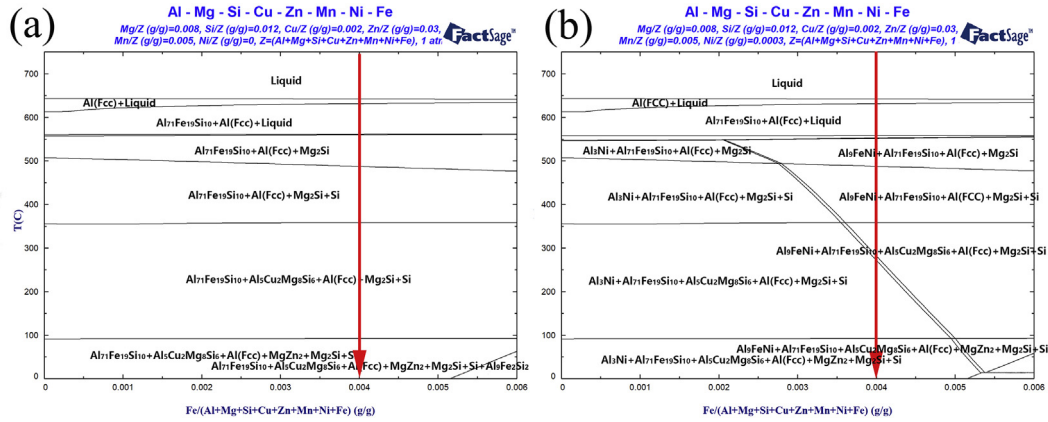 (a)
Al - Mg - Si - Cu - Zn - Mn - Ni - Fe
Mg/Z (g/g)=0.008, Si/Z (g/g)=0.012, Cu/Z (g/g)=0.002, Zn/Z (g/g)=0.03,
Mn/Z (g/g)=0.005, Ni/Z (g/g)=0, Z=(Al+Mg+Si+Cu+Zn+Mn+Ni+Fe), 1 atm
FactSage™
700
600
500
400
300
200
100
0
T(C)
Liquid
Al(Fcc)+Liquid
Al71Fe19Si10+Al(Fcc)+Liquid
Al71Fe19Si10+Al(Fcc)+Mg2Si
Al71Fe19Si10+Al(Fcc)+Mg2Si+Si
Al71Fe19Si10+Al5Cu2Mg8Si6+Al(Fcc)+Mg2Si+Si
Al71Fe19Si10+Al5Cu2Mg8Si6+Al(Fcc)+MgZn2+Mg2Si+Si
Al71Fe19Si10+Al5Cu2Mg8Si6+Al(Fcc)+MgZn2+Mg2Si+Si+Al9Fe2Si2
0 0.001 0.002 0.003 0.004 0.005 0.006
Fe/(Al+Mg+Si+Cu+Zn+Mn+Ni+Fe) (g/g)
(b)
Al - Mg - Si - Cu - Zn - Mn - Ni - Fe
Mg/Z (g/g)=0.008, Si/Z (g/g)=0.012, Cu/Z (g/g)=0.002, Zn/Z (g/g)=0.03,
Mn/Z (g/g)=0.005, Ni/Z (g/g)=0.0003, Z=(Al+Mg+Si+Cu+Zn+Mn+Ni+Fe), 1
FactSage™
700
600
500
400
300
200
100
0
Liquid
Al(FCC)+Liquid
Al71Fe19Si10+Al(Fcc)+Liquid
Al3Ni+Al71Fe19Si10+Al(Fcc)+Mg2Si
Al9FeNi+Al71Fe19Si10+Al(Fcc)+Mg2Si
Al3Ni+Al71Fe19Si10+Al(Fcc)+Mg2Si+Si
Al9FeNi+Al71Fe19Si10+Al(FCC)+Mg2Si+Si
Al9FeNi+Al71Fe19Si10+Al5Cu2Mg8Si6+Al(Fcc)+Mg2Si+Si
Al3Ni+Al71Fe19Si10+Al5Cu2Mg8Si6+Al(Fcc)+Mg2Si+Si
Al9FeNi+Al71Fe19Si10+Al5Cu2Mg8Si6+Al(Fcc)+MgZn2+Mg2Si+Si
Al3Ni+Al71Fe19Si10+Al5Cu2Mg8Si6+Al(Fcc)+MgZn2+Mg2Si+Si
0 0.001 0.002 0.003 0.004 0.005 0.006
Fe/(Al+Mg+Si+Cu+Zn+Mn+Ni+Fe) (g/g)